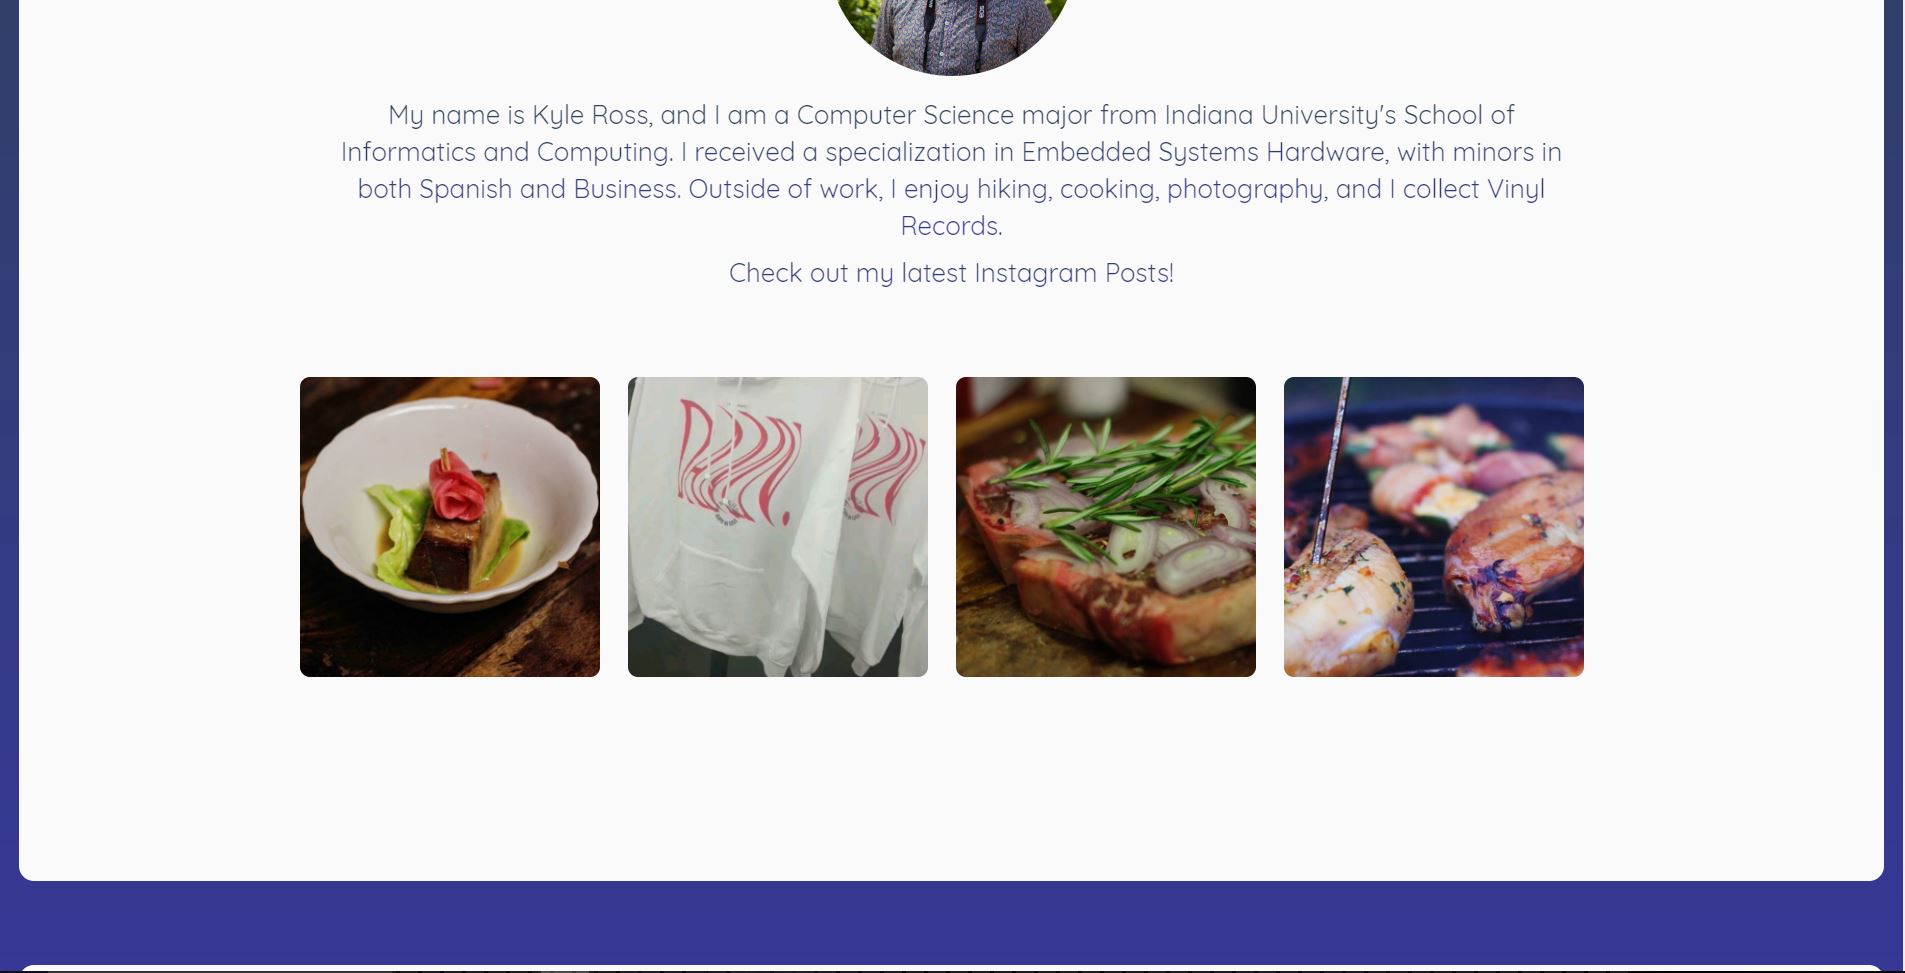 My name is Kyle Ross, and I am a Computer Science major from Indiana University's School of
Informatics and Computing. I received a specialization in Embedded Systems Hardware, with minors in
both Spanish and Business. Outside of work, I enjoy hiking, cooking, photography, and I collect Vinyl
Records.
Check out my latest Instagram Posts!